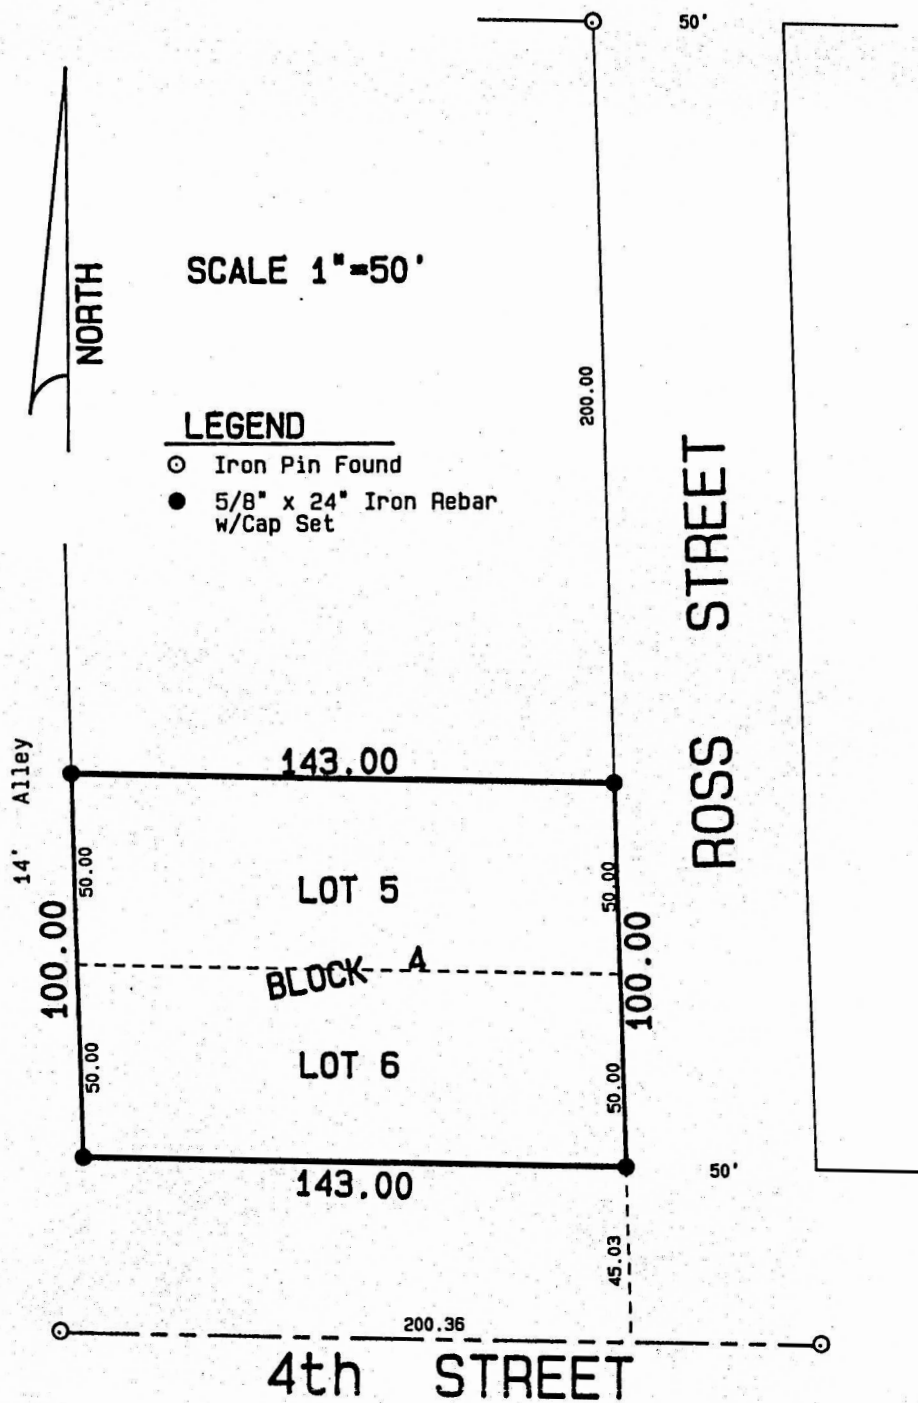 50'
SCALE 1"=50'
NORTH
200.00
LEGEND
Iron Pin Found
5/8" x 24" Iron Rebar
w/Cap Set
ROSS STREET
14' Alley
143.00
50.00
LOT 5
50.00
100.00
BLOCK 4
100.00
50.00
LOT 6
50.00
143.00
50'
45.03
200.36
4th STREET